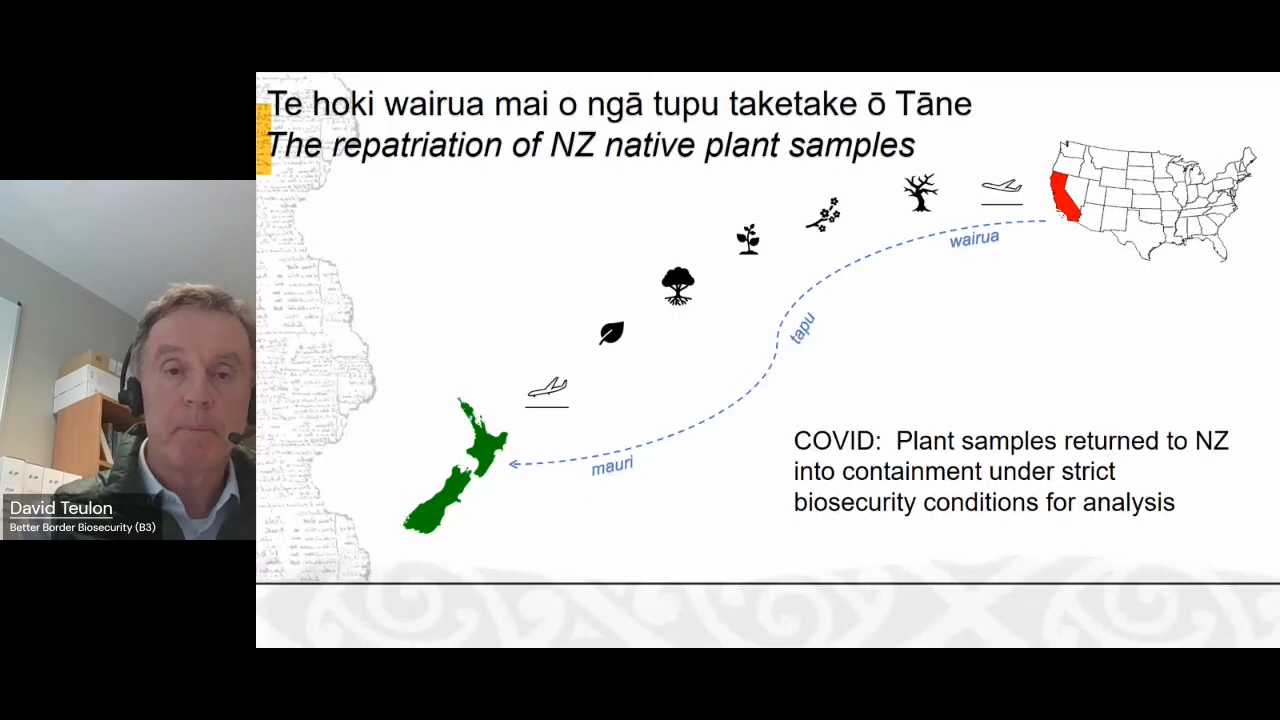 Te hoki wairua mai o ngā tupu taketake ō Tāne
The repatriation of NZ native plant samples
wairua
tapu
mauri
COVID: Plant samples returned to NZ
into containment under strict
biosecurity conditions for analysis
David Teulon
Better Border Biosecurity (B3)